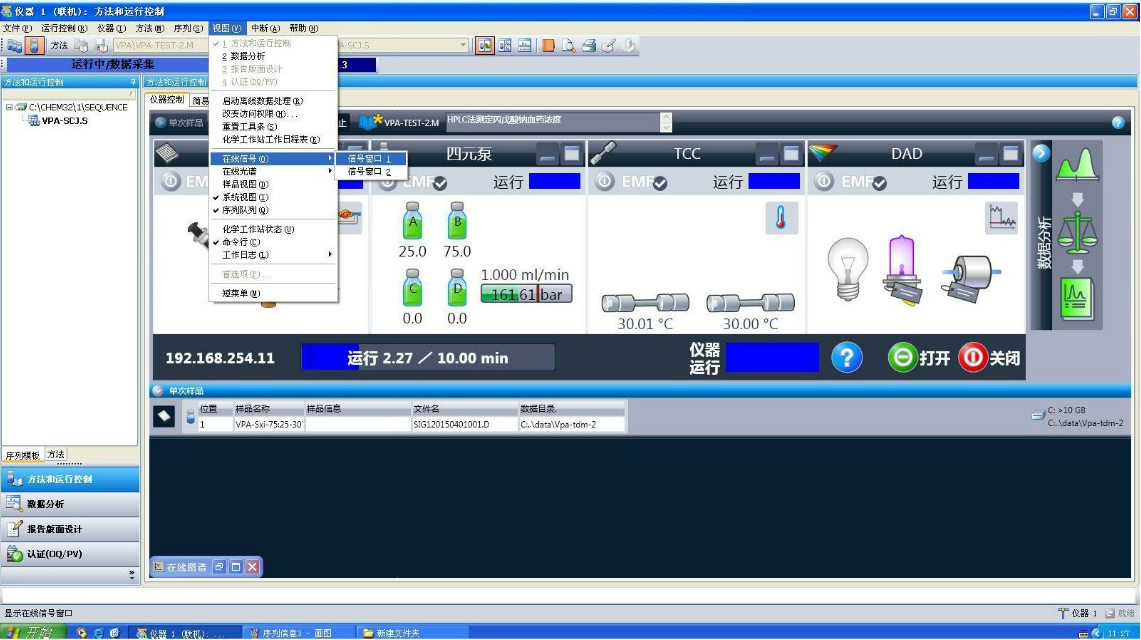 仪器 1 (联机): 方法和运行控制
文件(F) 运行控制(R) 仪器(I) 方法(M) 序列(S) 视图(V) 中断(A) 帮助(H)
方法 VPA\VPA-TEST-2.M A-SCJ.S
运行中/数据采集 3
方法和运行控制
C:\CHEM32\1\SEQUENCE
VPA-SCJ.S
序列模板 方法
方法和运行控制
数据分析
报告版面设计
认证(OQ/PV)
1 方法和运行控制
2 数据分析
3 报告版面设计
4 认证(OQ/PV)
启动离线数据处理(R)
改变访问权限(H)...
重置工具条(S)
化学工作站工作日程表(E)
在线信号(O)
在线光谱
样品视图(D)
系统视图(I)
序列队列(Q)
化学工作站状态(U)
命令行(C)
工作日志(L)
首选项(P)...
短菜单(N)
信号窗口 1
信号窗口 2
方法和运行控制
仪器控制 简易
单次样品 止 VPA-TEST-2.M HPLC法测定丙戊酸钠血药浓度
四元泵 TCC DAD
EM EMF 运行 EMF 运行 EMF 运行
A B
25.0 75.0
C D
0.0 0.0
1.000 ml/min
161.61 bar
30.01 °C 30.00 °C
数据分析
192.168.254.11 运行 2.27 / 10.00 min 仪器 运行 ? 打开 关闭
单次样品
位置 样品名称 样品信息 文件名 数据目录
1 VPA-Sxi-75:25-30' SIG120150401001.D C:..\data\Vpa-tdm-2
C: >10 GB
C:..\data\Vpa-tdm-2
在线图谱
显示在线信号窗口 仪器 1 就绪
开始 仪器 1 (联机): ... 序列信息3 - 画图 新建文件夹 11:27